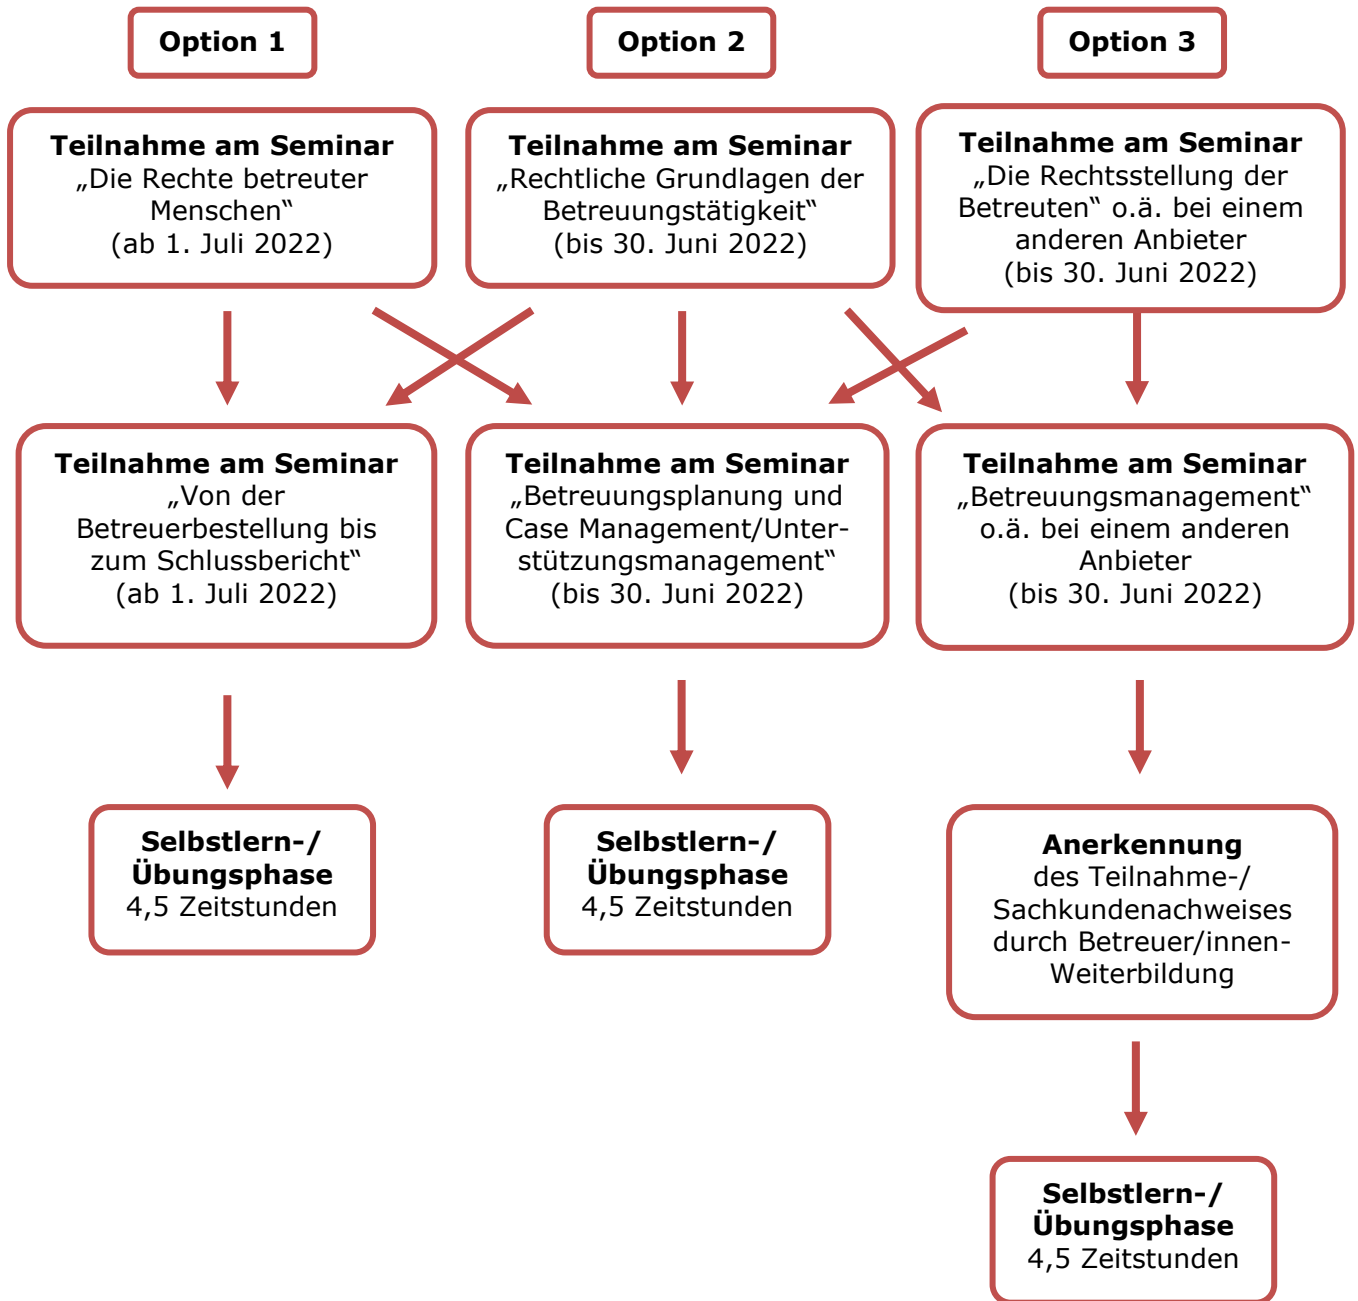 Option 1
Option 2
Option 3
Teilnahme am Seminar
„Die Rechte betreuter
Menschen“
(ab 1. Juli 2022)
Teilnahme am Seminar
„Rechtliche Grundlagen der
Betreuungstätigkeit“
(bis 30. Juni 2022)
Teilnahme am Seminar
„Die Rechtsstellung der
Betreuten“ o.ä. bei einem
anderen Anbieter
(bis 30. Juni 2022)
Teilnahme am Seminar
„Von der
Betreuerbestellung bis
zum Schlussbericht“
(ab 1. Juli 2022)
Teilnahme am Seminar
„Betreuungsplanung und
Case Management/Unter-
stützungsmanagement“
(bis 30. Juni 2022)
Teilnahme am Seminar
„Betreuungsmanagement“
o.ä. bei einem anderen
Anbieter
(bis 30. Juni 2022)
Selbstlern-/
Übungsphase
4,5 Zeitstunden
Selbstlern-/
Übungsphase
4,5 Zeitstunden
Anerkennung
des Teilnahme-/
Sachkundenachweises
durch Betreuer/innen-
Weiterbildung
Selbstlern-/
Übungsphase
4,5 Zeitstunden